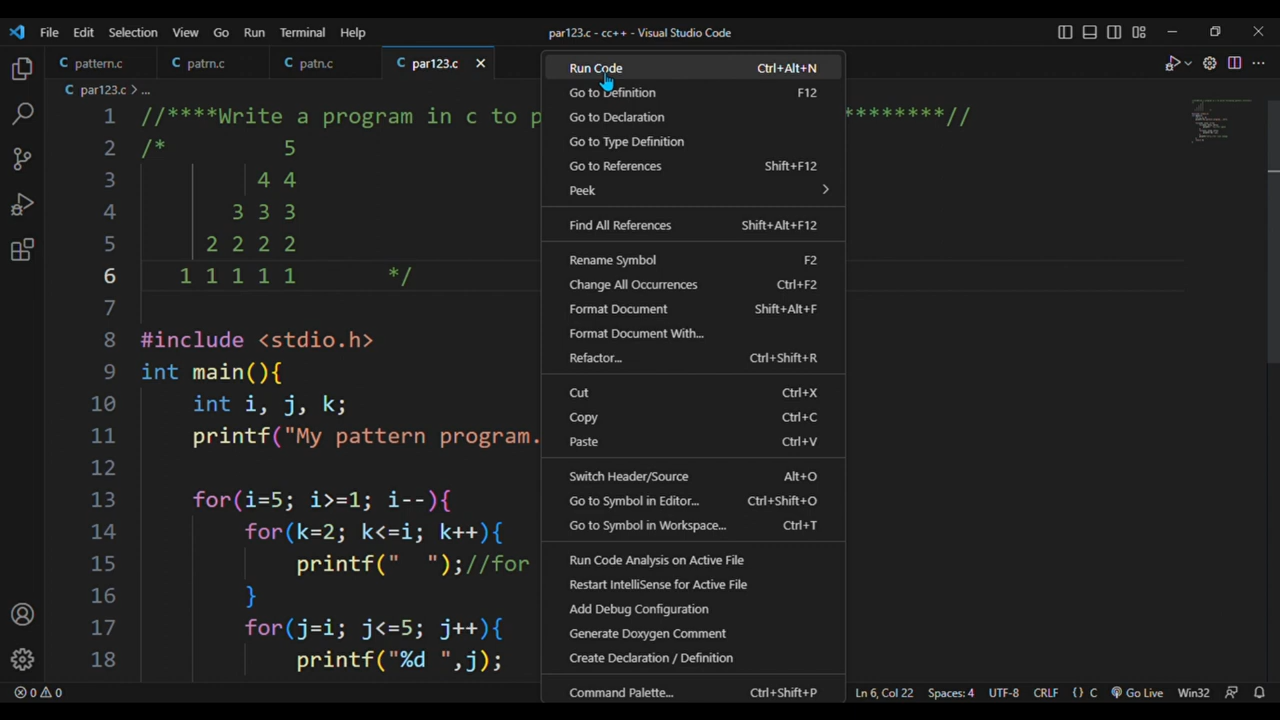 File Edit Selection View Go Run Terminal Help par123.c - cc++ - Visual Studio Code
C pattern.c C patrn.c C patn.c C par123.c
C par123.c > ...
1 //****Write a program in c to p ********//
2 /* 5
3 4 4
4 3 3 3
5 2 2 2 2
6 1 1 1 1 1 */
7
8 #include <stdio.h>
9 int main(){
10 int i, j, k;
11 printf("My pattern program.
12
13 for(i=5; i>=1; i--){
14 for(k=2; k<=i; k++){
15 printf("  ");//for
16 }
17 for(j=i; j<=5; j++){
18 printf("%d ",j);
Run Code Ctrl+Alt+N
Go to Definition F12
Go to Declaration
Go to Type Definition
Go to References Shift+F12
Peek >
Find All References Shift+Alt+F12
Rename Symbol F2
Change All Occurrences Ctrl+F2
Format Document Shift+Alt+F
Format Document With...
Refactor... Ctrl+Shift+R
Cut Ctrl+X
Copy Ctrl+C
Paste Ctrl+V
Switch Header/Source Alt+O
Go to Symbol in Editor... Ctrl+Shift+O
Go to Symbol in Workspace... Ctrl+T
Run Code Analysis on Active File
Restart IntelliSense for Active File
Add Debug Configuration
Generate Doxygen Comment
Create Declaration / Definition
Command Palette... Ctrl+Shift+P
0 0 Ln 6, Col 22 Spaces: 4 UTF-8 CRLF {} C Go Live Win32